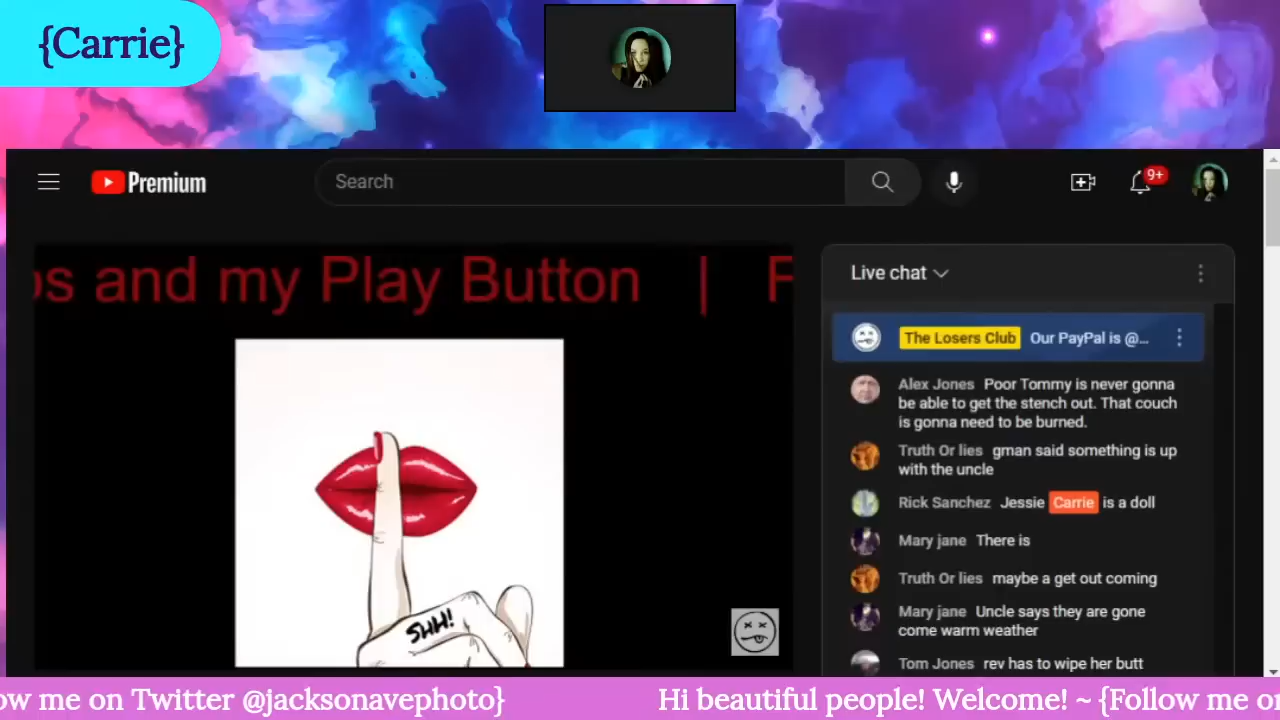 {Carrie}
Premium
Search
9+
and my Play Button | F
Live chat
The Losers Club Our PayPal is @...
Alex Jones Poor Tommy is never gonna
be able to get the stench out. That couch
is gonna need to be burned.
Truth Or lies gman said something is up
with the uncle
Rick Sanchez Jessie Carrie is a doll
Mary jane There is
Truth Or lies maybe a get out coming
Mary jane Uncle says they are gone
come warm weather
SHH!
Tom Jones rev has to wipe her butt
ow me on Twitter @jacksonavephoto} Hi beautiful people! Welcome! ~ {Follow me on